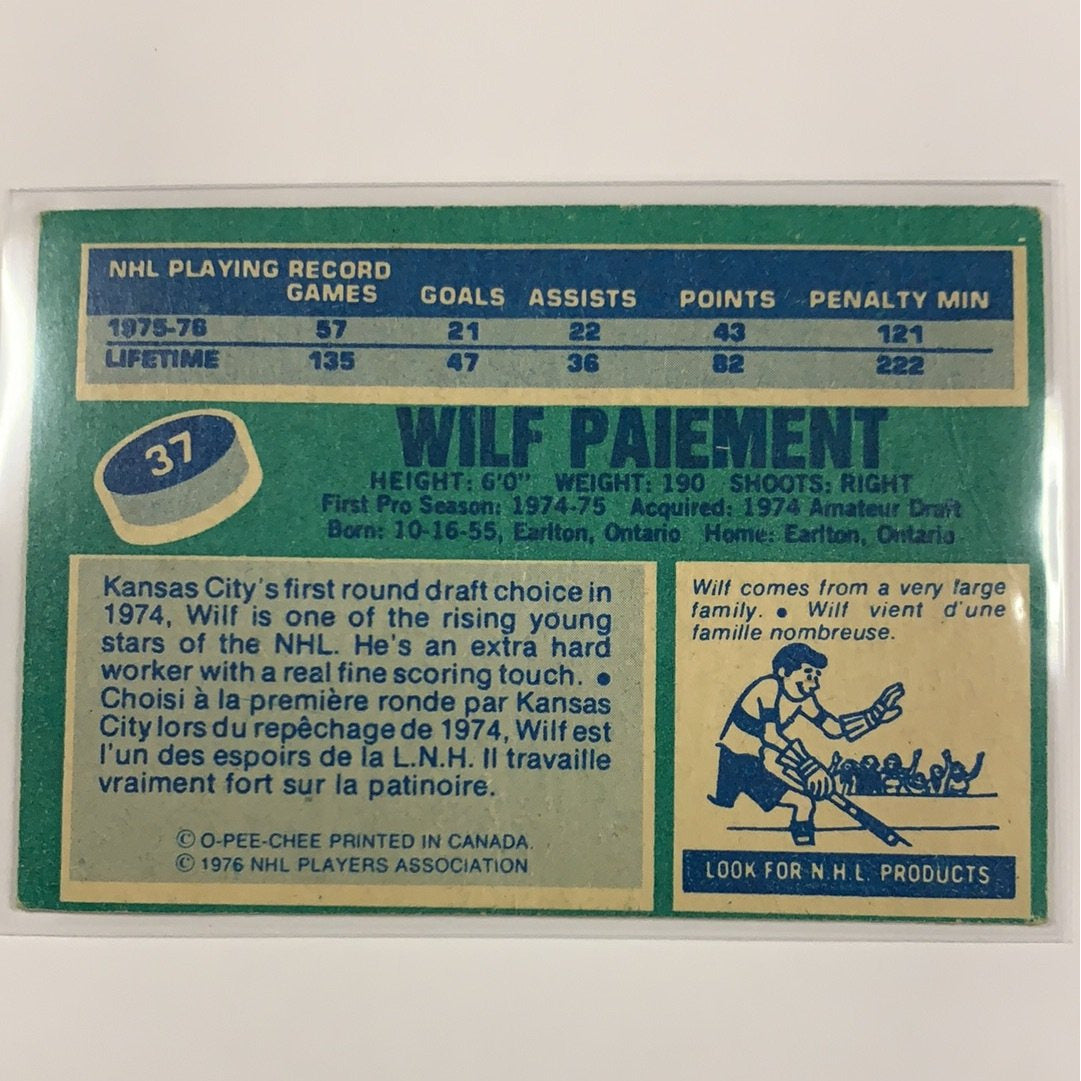 NHL PLAYING RECORD
GAMES GOALS ASSISTS POINTS PENALTY MIN
1975-76 57 21 22 43 121
LIFETIME 135 47 36 82 222
37
WILF PAIEMENT
HEIGHT: 6'0" WEIGHT: 190 SHOOTS: RIGHT
First Pro Season: 1974-75 Acquired: 1974 Amateur Draft
Born: 10-16-55, Earlton, Ontario Home: Earlton, Ontario
Kansas City's first round draft choice in
1974, Wilf is one of the rising young
stars of the NHL. He's an extra hard
worker with a real fine scoring touch. •
Choisi à la première ronde par Kansas
City lors du repêchage de 1974, Wilf est
l'un des espoirs de la L.N.H. Il travaille
vraiment fort sur la patinoire.
© O-PEE-CHEE PRINTED IN CANADA.
© 1976 NHL PLAYERS ASSOCIATION
Wilf comes from a very large
family. • Wilf vient d'une
famille nombreuse.
LOOK FOR N.H.L. PRODUCTS